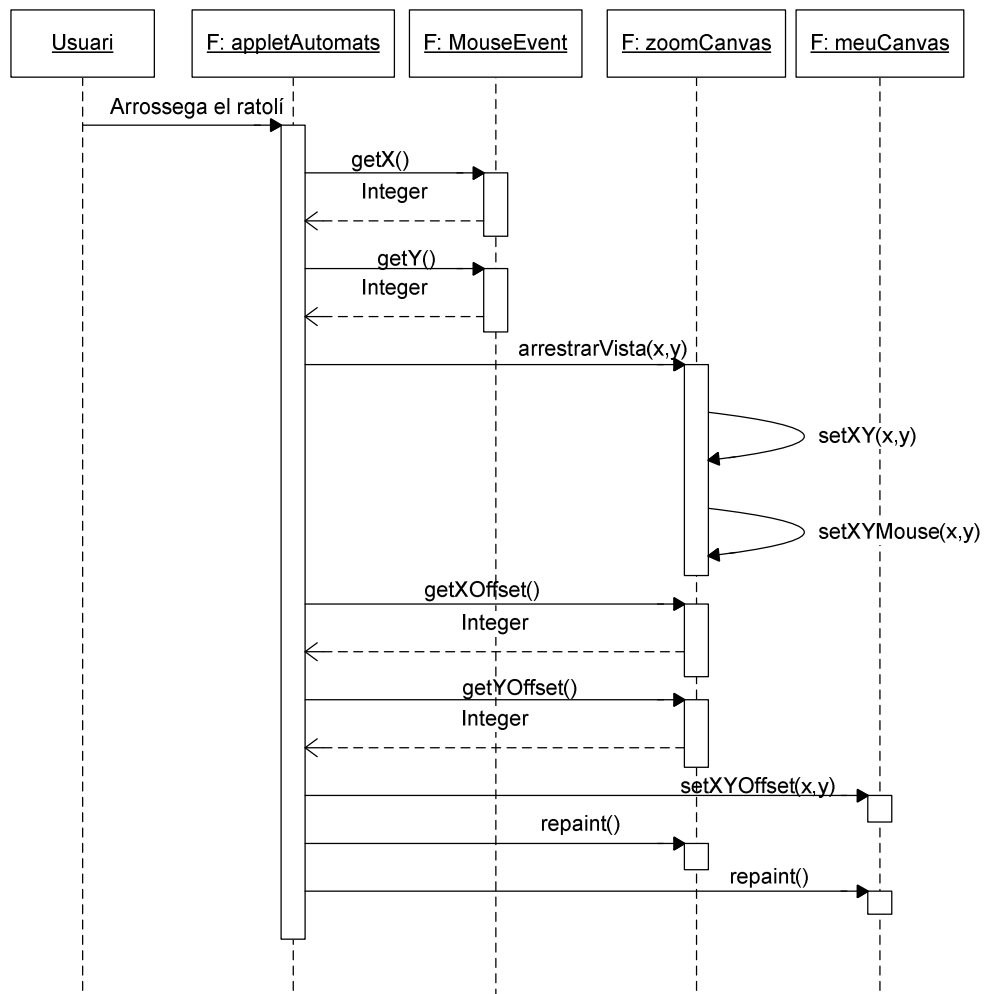 Usuari
F: appletAutomats
F: MouseEvent
F: zoomCanvas
F: meuCanvas
Arrossega el ratolí
getX()
Integer
getY()
Integer
arrestrarVista(x,y)
setXY(x,y)
setXYMouse(x,y)
getXOffset()
Integer
getYOffset()
Integer
setXYOffset(x,y)
repaint()
repaint()